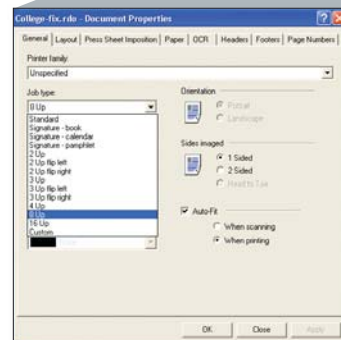 College-fix.rdo - Document Properties
General Layout Press Sheet Imposition Paper OCR Headers Footers Page Numbers
Printer family:
Unspecified
Job type:
8 Up
Standard
Signature - book
Signature - calendar
Signature - pamphlet
2 Up
2 Up flip left
2 Up flip right
3 Up
3 Up flip left
3 Up flip right
4 Up
8 Up
16 Up
Custom
Orientation
Portrait
Landscape
Sides imaged
1 Sided
2 Sided
Head to Toe
Auto-Fit
When scanning
When printing
OK Close Apply